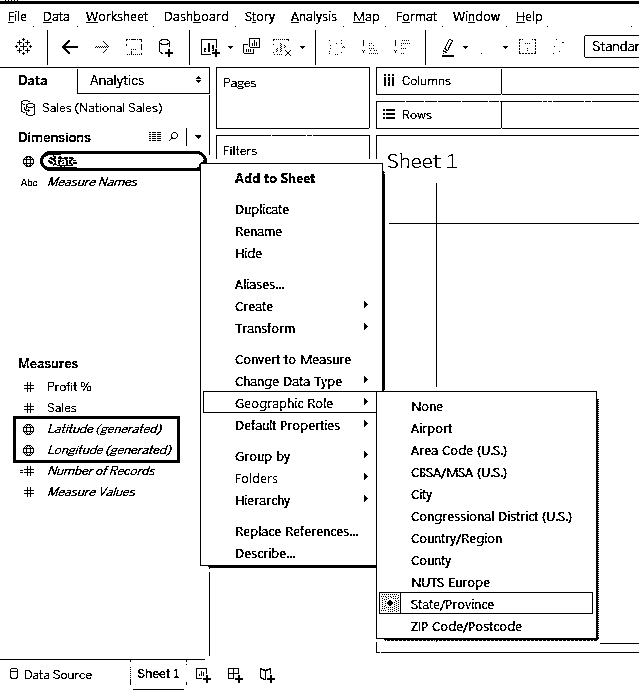 File Data Worksheet Dashboard Story Analysis Map Format Window Help
Standar
Data Analytics
Pages
Columns
Sales (National Sales)
Rows
Dimensions
Filters
State
Sheet 1
Abc Measure Names
Add to Sheet
Duplicate
Rename
Hide
Aliases...
Create
Transform
Convert to Measure
Change Data Type
Geographic Role
Default Properties
Group by
Folders
Hierarchy
Replace References...
Describe...
Measures
Profit %
Sales
Latitude (generated)
Longitude (generated)
Number of Records
Measure Values
None
Airport
Area Code (U.S.)
CBSA/MSA (U.S.)
City
Congressional District (U.S.)
Country/Region
County
NUTS Europe
State/Province
ZIP Code/Postcode
Data Source Sheet 1